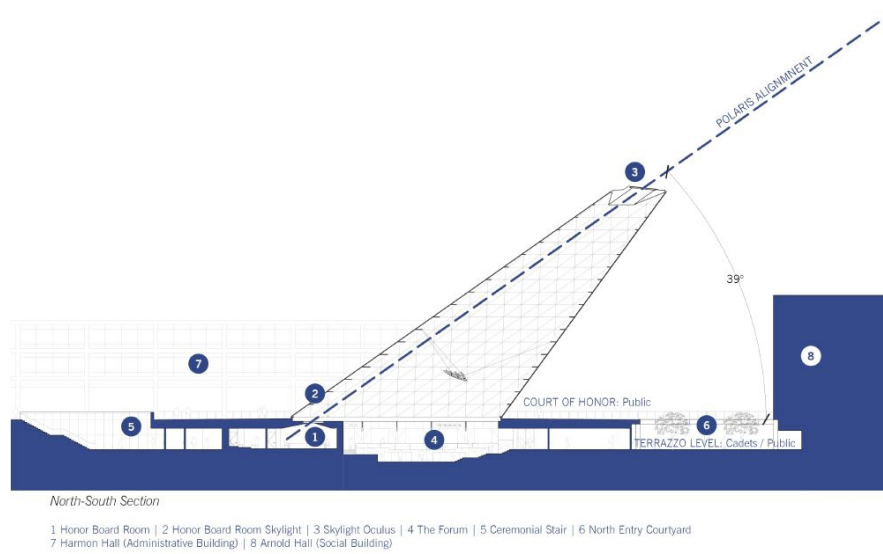 POLARIS ALIGNMNENT
3
39°
8
7
2
COURT OF HONOR: Public
5
1
4
6
TERRAZZO LEVEL: Cadets / Public
North-South Section
1 Honor Board Room | 2 Honor Board Room Skylight | 3 Skylight Oculus | 4 The Forum | 5 Ceremonial Stair | 6 North Entry Courtyard
7 Harmon Hall (Administrative Building) | 8 Arnold Hall (Social Building)